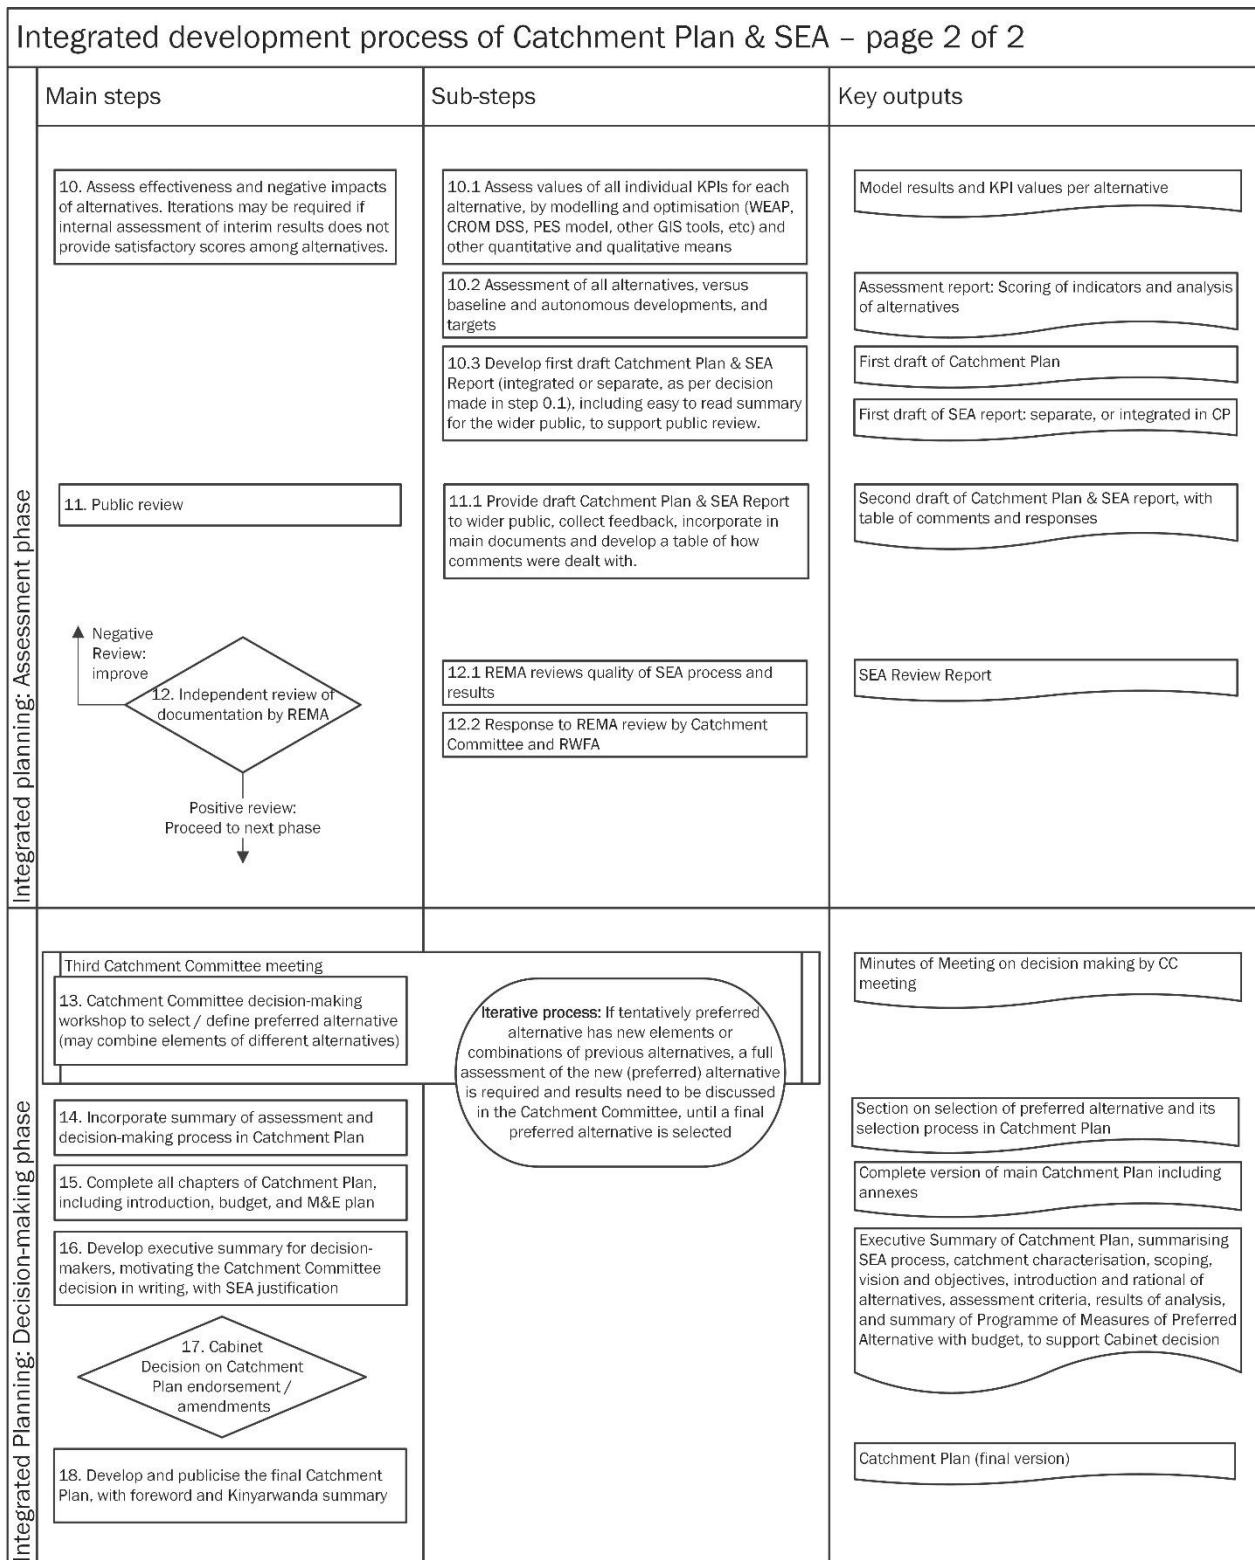 Integrated development process of Catchment Plan & SEA – page 2 of 2
Main steps
Sub-steps
Key outputs
Integrated planning: Assessment phase
10. Assess effectiveness and negative impacts
of alternatives. Iterations may be required if
internal assessment of interim results does not
provide satisfactory scores among alternatives.
10.1 Assess values of all individual KPIs for each
alternative, by modelling and optimisation (WEAP,
CROM DSS, PES model, other GIS tools, etc) and
other quantitative and qualitative means
Model results and KPI values per alternative
10.2 Assessment of all alternatives, versus
baseline and autonomous developments, and
targets
Assessment report: Scoring of indicators and analysis
of alternatives
10.3 Develop first draft Catchment Plan & SEA
Report (integrated or separate, as per decision
made in step 0.1), including easy to read summary
for the wider public, to support public review.
First draft of Catchment Plan
First draft of SEA report: separate, or integrated in CP
11. Public review
11.1 Provide draft Catchment Plan & SEA Report
to wider public, collect feedback, incorporate in
main documents and develop a table of how
comments were dealt with.
Second draft of Catchment Plan & SEA report, with
table of comments and responses
Negative
Review:
improve
12. Independent review of
documentation by REMA
Positive review:
Proceed to next phase
12.1 REMA reviews quality of SEA process and
results
12.2 Response to REMA review by Catchment
Committee and RWFA
SEA Review Report
Integrated Planning: Decision-making phase
Third Catchment Committee meeting
13. Catchment Committee decision-making
workshop to select / define preferred alternative
(may combine elements of different alternatives)
Iterative process: If tentatively preferred
alternative has new elements or
combinations of previous alternatives, a full
assessment of the new (preferred) alternative
is required and results need to be discussed
in the Catchment Committee, until a final
preferred alternative is selected
Minutes of Meeting on decision making by CC
meeting
14. Incorporate summary of assessment and
decision-making process in Catchment Plan
Section on selection of preferred alternative and its
selection process in Catchment Plan
15. Complete all chapters of Catchment Plan,
including introduction, budget, and M&E plan
Complete version of main Catchment Plan including
annexes
16. Develop executive summary for decision-
makers, motivating the Catchment Committee
decision in writing, with SEA justification
Executive Summary of Catchment Plan, summarising
SEA process, catchment characterisation, scoping,
vision and objectives, introduction and rational of
alternatives, assessment criteria, results of analysis,
and summary of Programme of Measures of Preferred
Alternative with budget, to support Cabinet decision
17. Cabinet
Decision on Catchment
Plan endorsement /
amendments
18. Develop and publicise the final Catchment
Plan, with foreword and Kinyarwanda summary
Catchment Plan (final version)